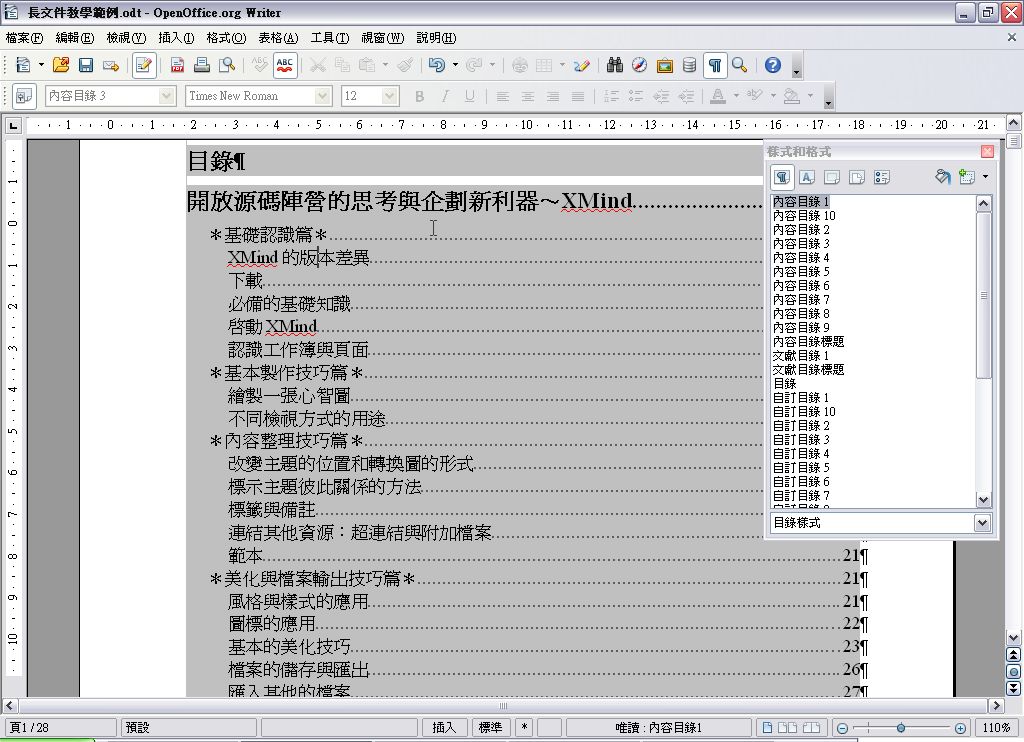 長文件教學範例.odt - OpenOffice.org Writer
檔案(F) 編輯(E) 檢視(V) 插入(I) 格式(O) 表格(A) 工具(T) 視窗(W) 說明(H)
內容目錄 3 Times New Roman 12 B I U
1 0 1 2 3 4 5 6 7 8 9 10 11 12 13 14 15 16 17 18 19 20 21
目錄¶
開放源碼陣營的思考與企劃新利器～XMind
＊基礎認識篇＊
XMind 的版本差異
下載
必備的基礎知識
啓動 XMind
認識工作簿與頁面
＊基本製作技巧篇＊
繪製一張心智圖
不同檢視方式的用途
＊內容整理技巧篇＊
改變主題的位置和轉換圖的形式
標示主題彼此關係的方法
標籤與備註
連結其他資源：超連結與附加檔案
範本 21¶
＊美化與檔案輸出技巧篇＊ 21¶
風格與樣式的應用 21¶
圖標的應用 22¶
基本的美化技巧 23¶
檔案的儲存與匯出 26¶
匯入其他的檔案 27¶
樣式和格式
內容目錄 1
內容目錄 10
內容目錄 2
內容目錄 3
內容目錄 4
內容目錄 5
內容目錄 6
內容目錄 7
內容目錄 8
內容目錄 9
內容目錄標題
文獻目錄 1
文獻目錄標題
目錄
自訂目錄 1
自訂目錄 10
自訂目錄 2
自訂目錄 3
自訂目錄 4
自訂目錄 5
自訂目錄 6
自訂目錄 7
目錄樣式
頁1 / 28 預設 插入 標準 * 唯讀 : 內容目錄1 110%